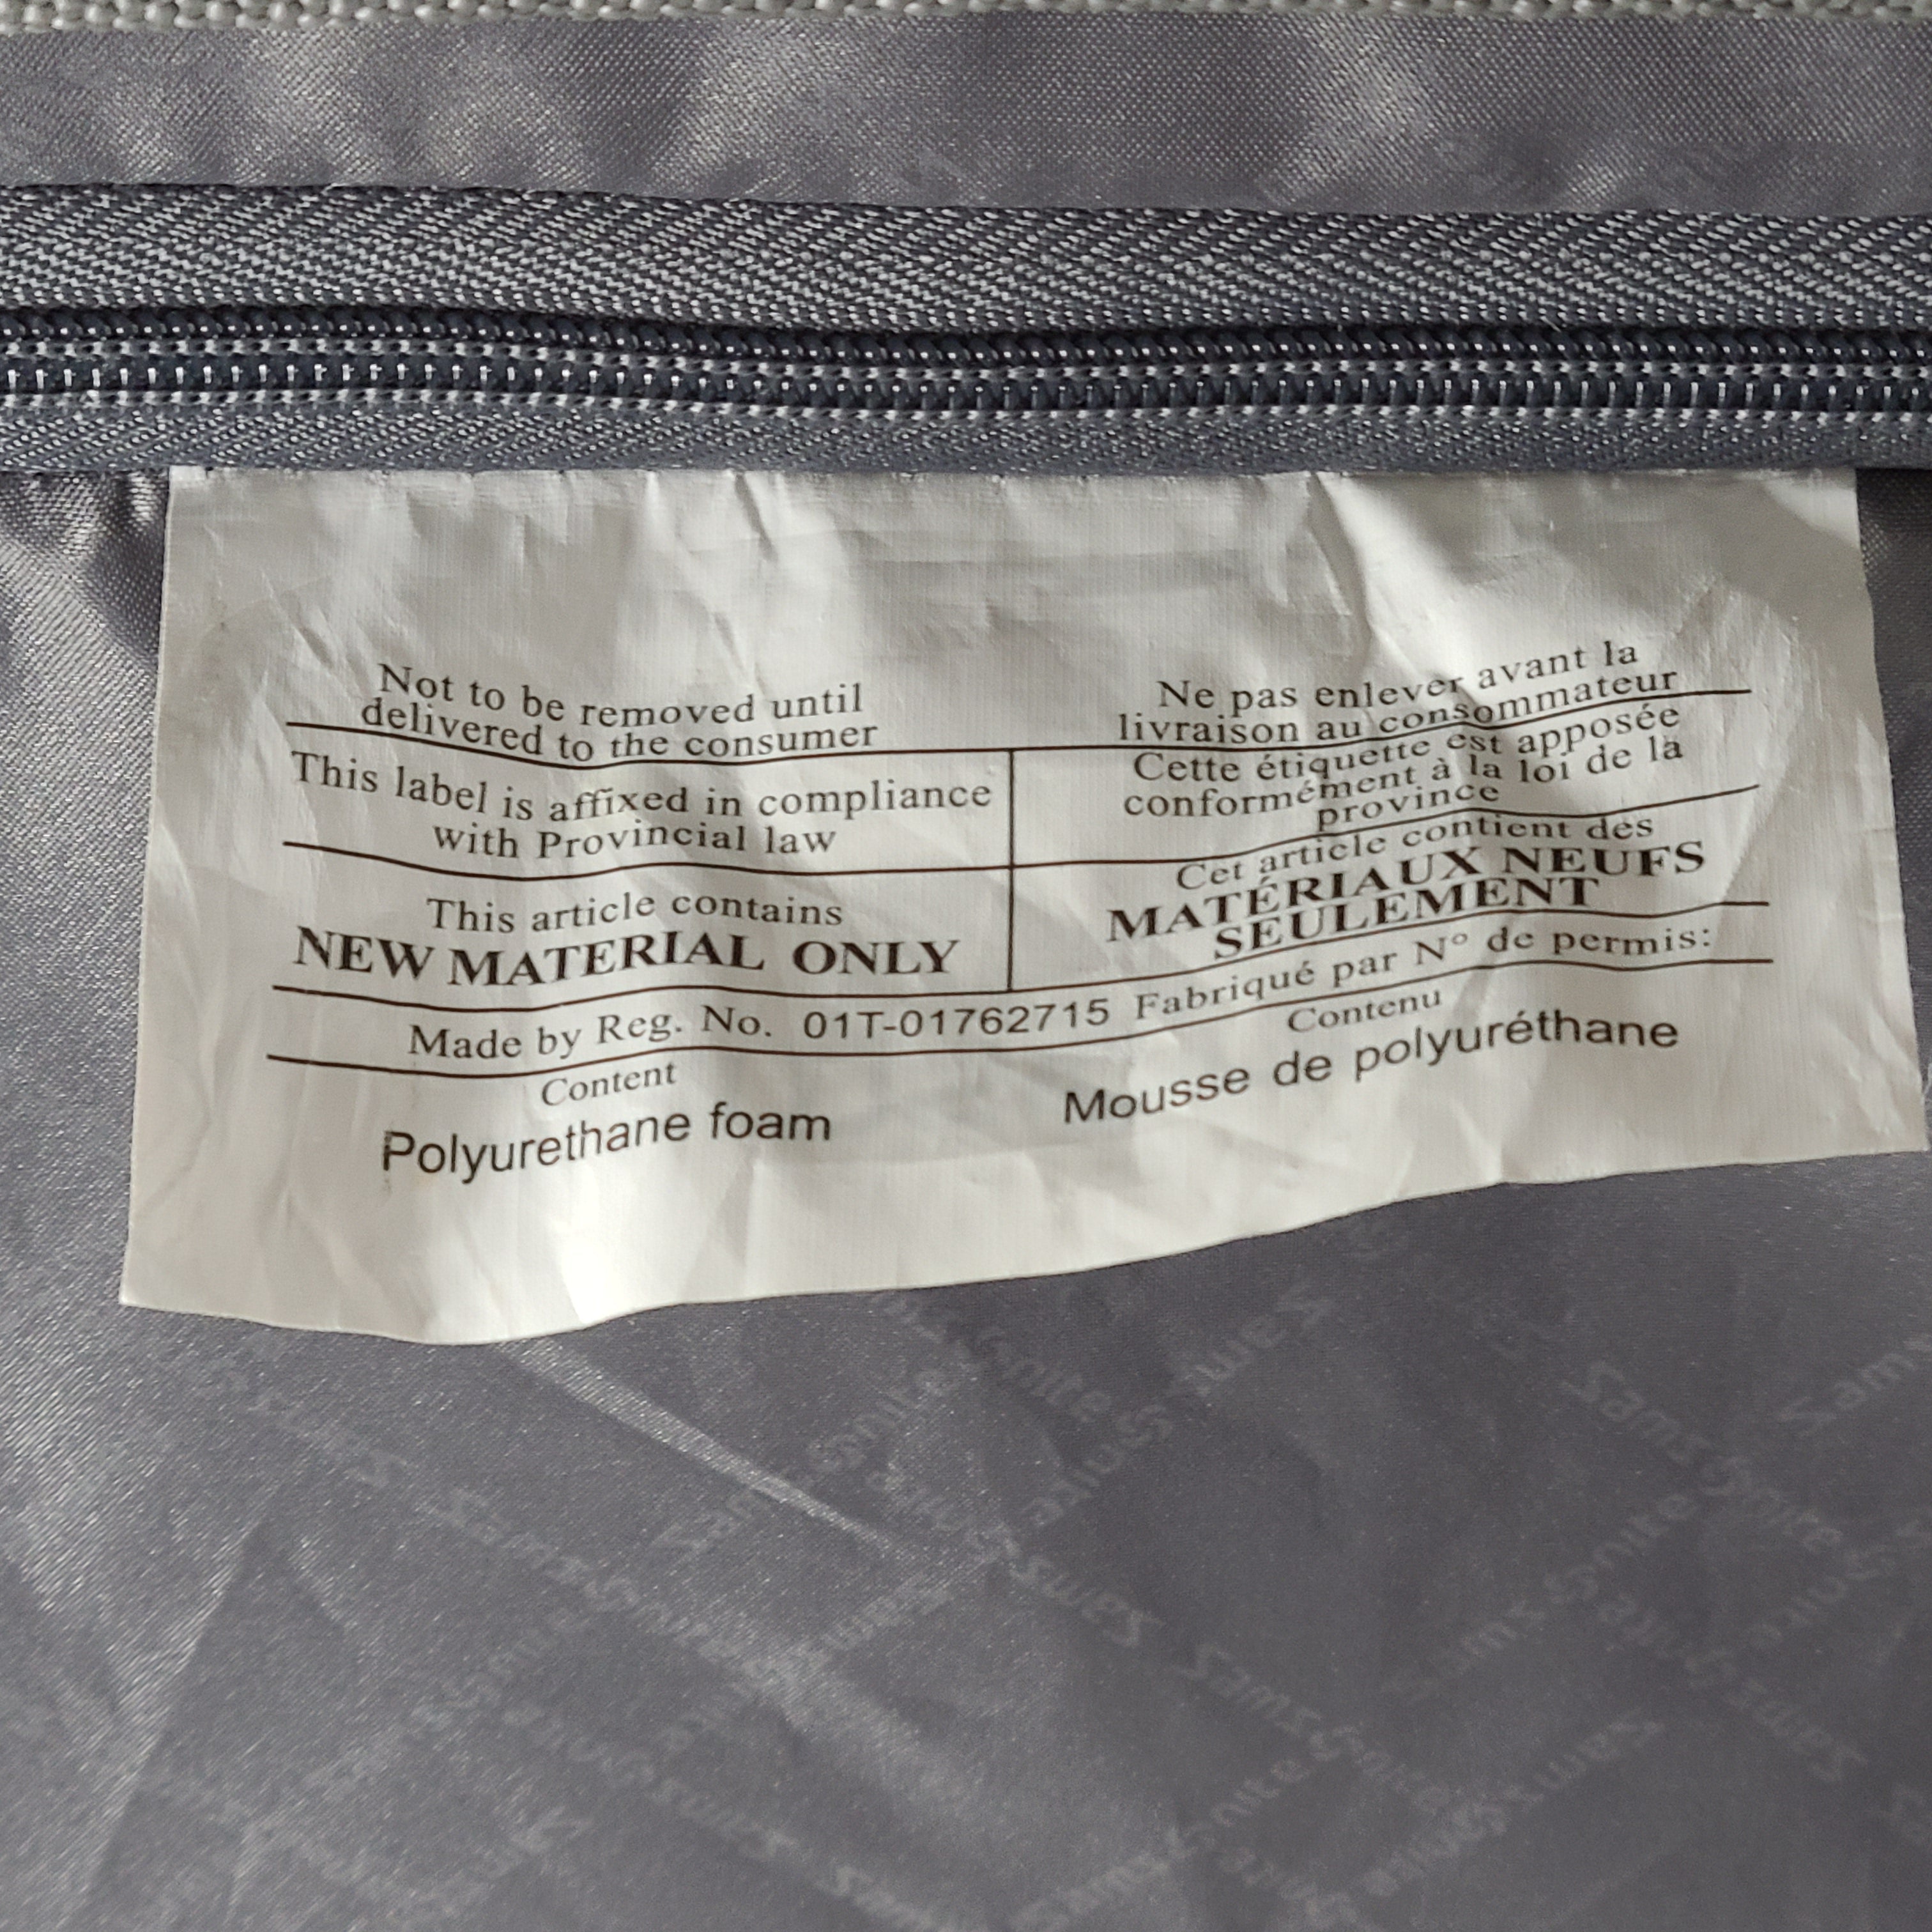 Not to be removed until
delivered to the consumer
Ne pas enlever avant la
livraison au consommateur
This label is affixed in compliance
with Provincial law
Cette étiquette est apposée
conformément à la loi de la
province
This article contains
NEW MATERIAL ONLY
Cet article contient des
MATÉRIAUX NEUFS
SEULEMENT
Made by Reg. No. 01T-01762715 Fabriqué par Nº de permis:
Content
Polyurethane foam
Contenu
Mousse de polyuréthane